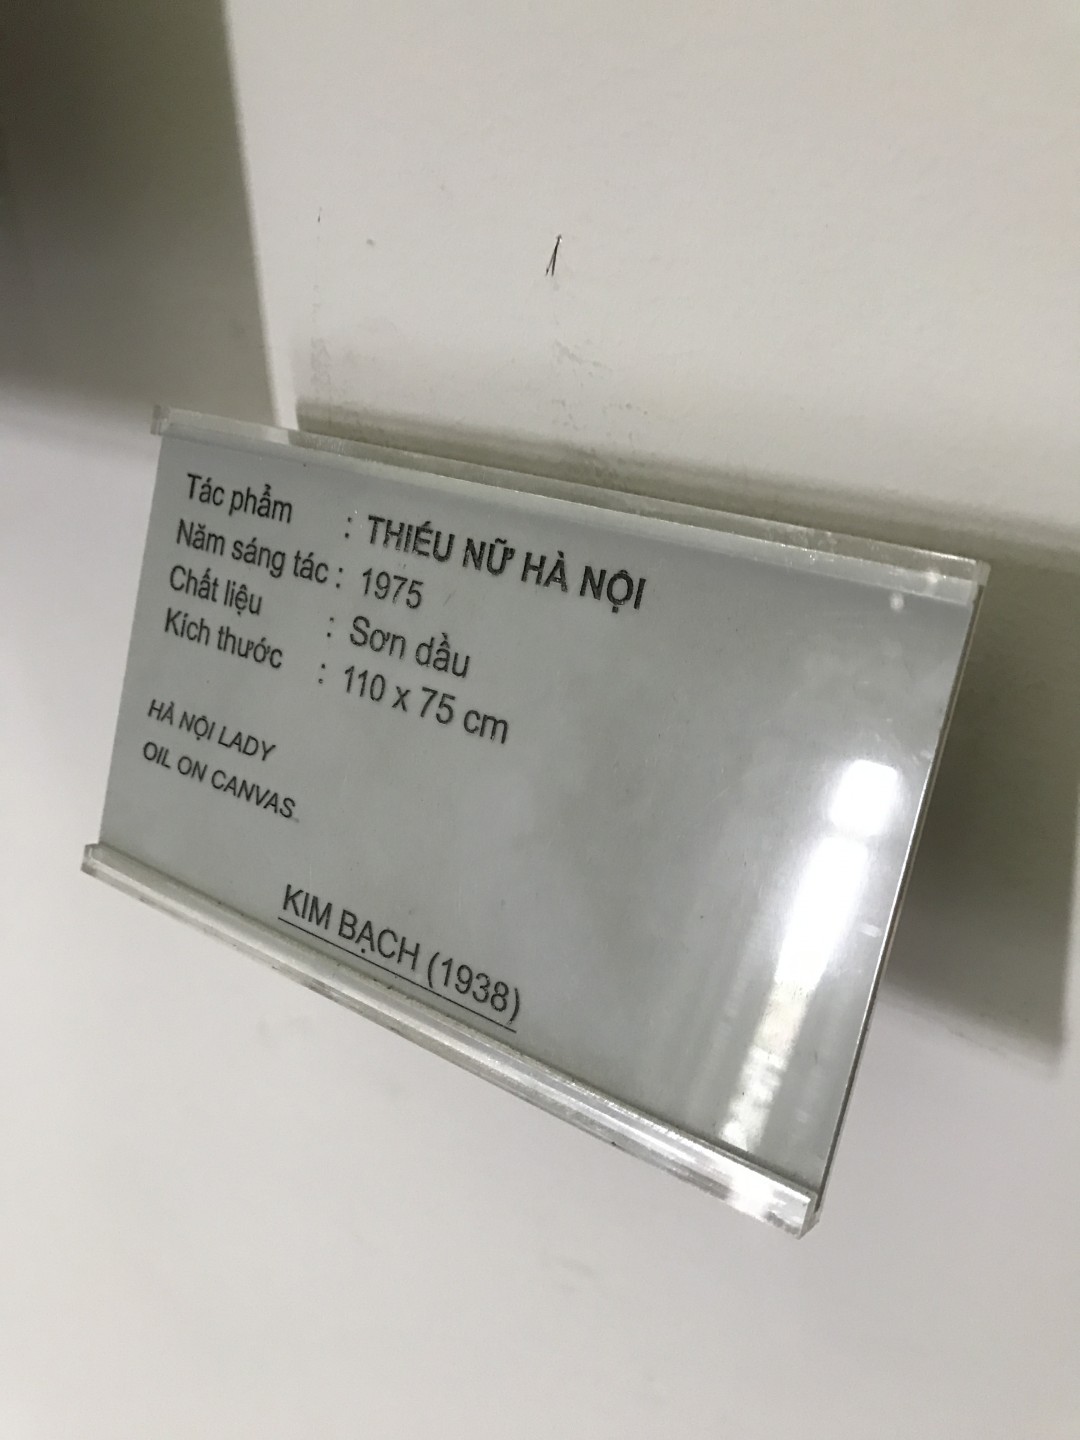 Tác phẩm : THIẾU NỮ HÀ NỘI
Năm sáng tác : 1975
Chất liệu : Sơn dầu
Kích thước : 110 x 75 cm
HÀ NỘI LADY
OIL ON CANVAS
KIM BẠCH (1938)